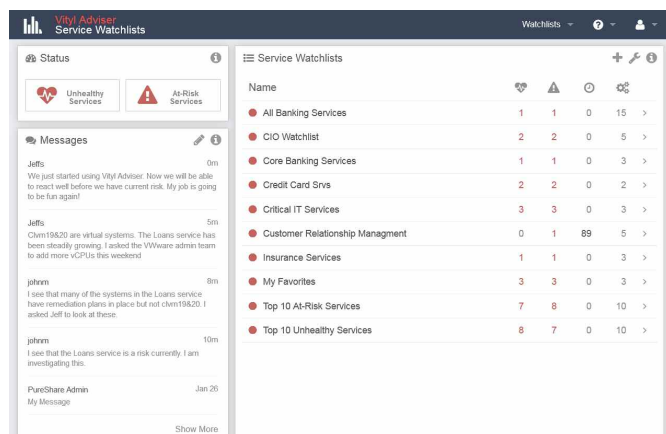 Vityl Adviser
Service Watchlists
Watchlists
?
Status
Unhealthy
Services
At-Risk
Services
Messages
Jeffs 0m
We just started using Vityl Adviser. Now we will be able
to react well before we have current risk. My job is going
to be fun again!
Jeffs 5m
Clvm19&20 are virtual systems. The Loans service has
been steadily growing. I asked the VWware admin team
to add more vCPUs this weekend
johnm 8m
I see that many of the systems in the Loans service
have remediation plans in place but not clvm19&20. I
asked Jeff to look at these.
johnm 10m
I see that the Loans service is a risk currently. I am
investigating this.
PureShare Admin Jan 26
My Message
Show More
Service Watchlists
Name
All Banking Services 1 1 0 15
CIO Watchlist 2 2 0 5
Core Banking Services 1 1 0 3
Credit Card Srvs 2 2 0 2
Critical IT Services 3 3 0 3
Customer Relationship Managment 0 1 89 5
Insurance Services 1 1 0 3
My Favorites 3 3 0 3
Top 10 At-Risk Services 7 8 0 10
Top 10 Unhealthy Services 8 7 0 10